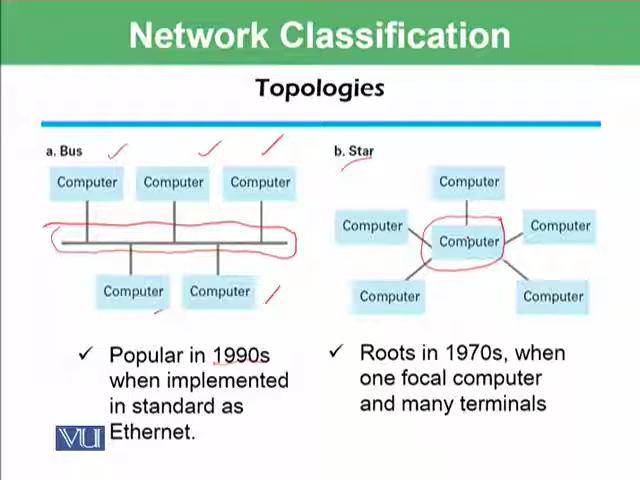 Network Classification
Topologies
a. Bus
Computer Computer Computer
Computer Computer
b. Star
Computer
Computer
Computer
Computer
Computer
Computer
✓ Popular in 1990s
when implemented
in standard as
Ethernet.
✓ Roots in 1970s, when
one focal computer
and many terminals
VU